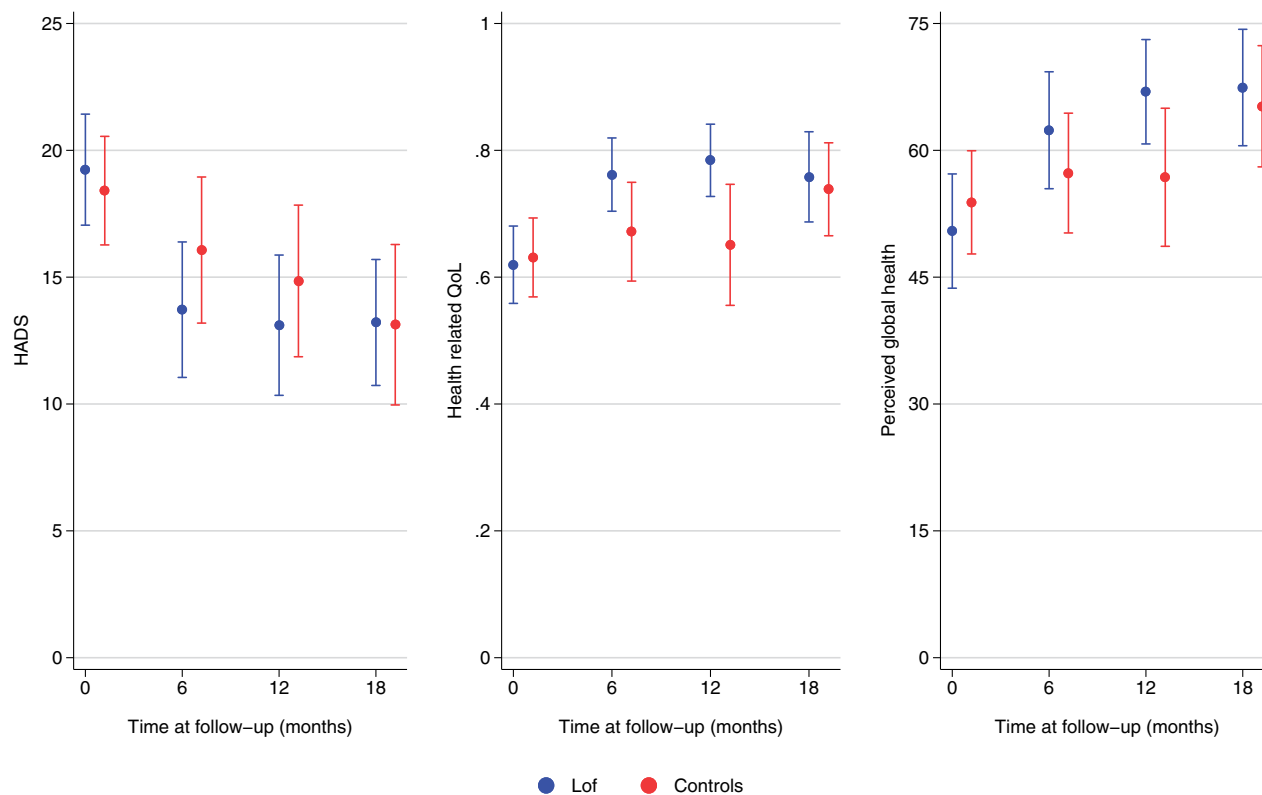 HADS
25
20
15
10
5
0
0 6 12 18
Time at follow–up (months)
Health related QoL
1
.8
.6
.4
.2
0
0 6 12 18
Time at follow–up (months)
Perceived global health
75
60
45
30
15
0
0 6 12 18
Time at follow–up (months)
Lof Controls